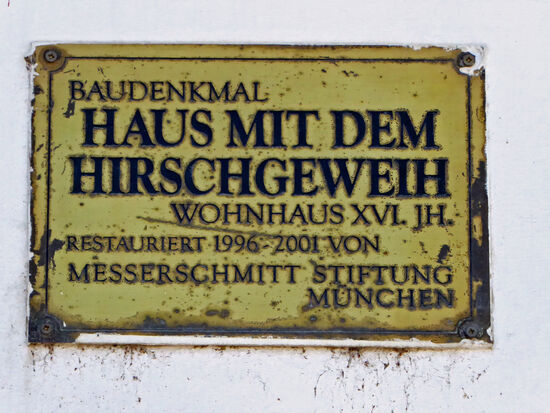 BAUDENKMAL
HAUS MIT DEM
HIRSCHGEWEIH
WOHNHAUS XVI. JH.
RESTAURIERT 1996-2001 VON
MESSERSCHMITT STIFTUNG
MÜNCHEN